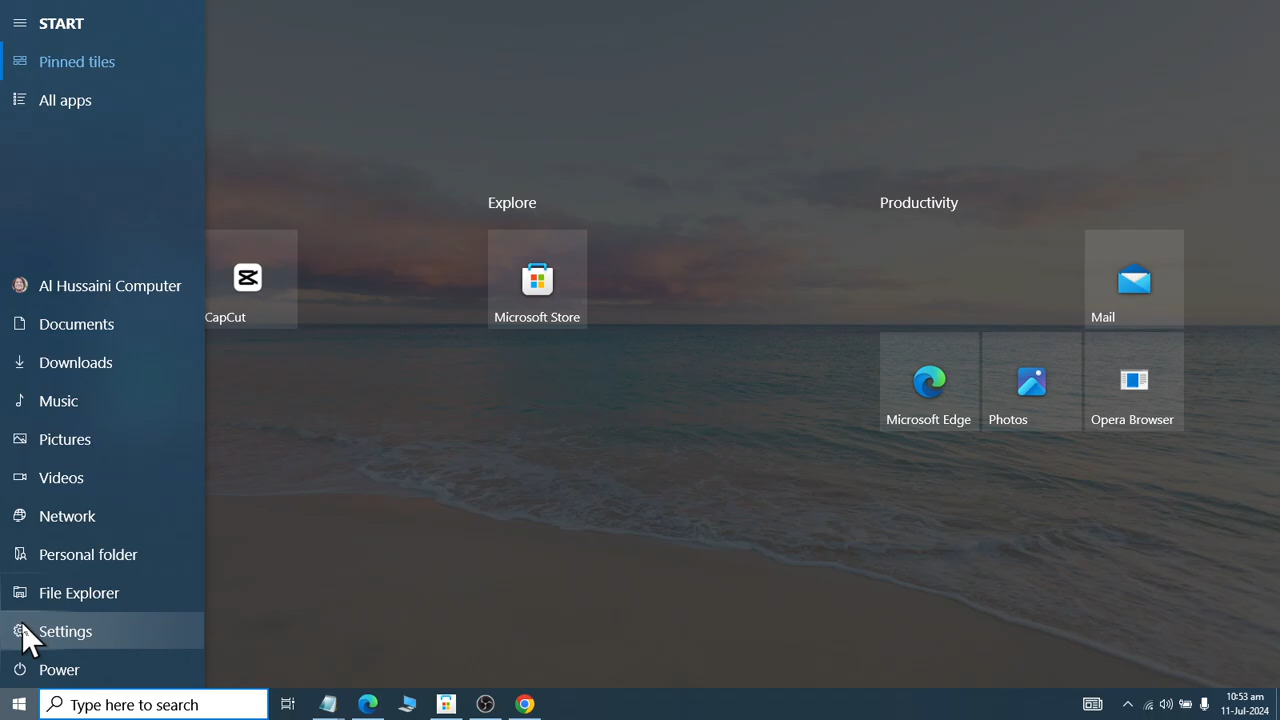 START
Pinned tiles
All apps
Al Hussaini Computer
Documents
Downloads
Music
Pictures
Videos
Network
Personal folder
File Explorer
Settings
Power
CapCut
Explore
Microsoft Store
Productivity
Mail
Microsoft Edge
Photos
Opera Browser
Type here to search
10:53 am
11-Jul-2024